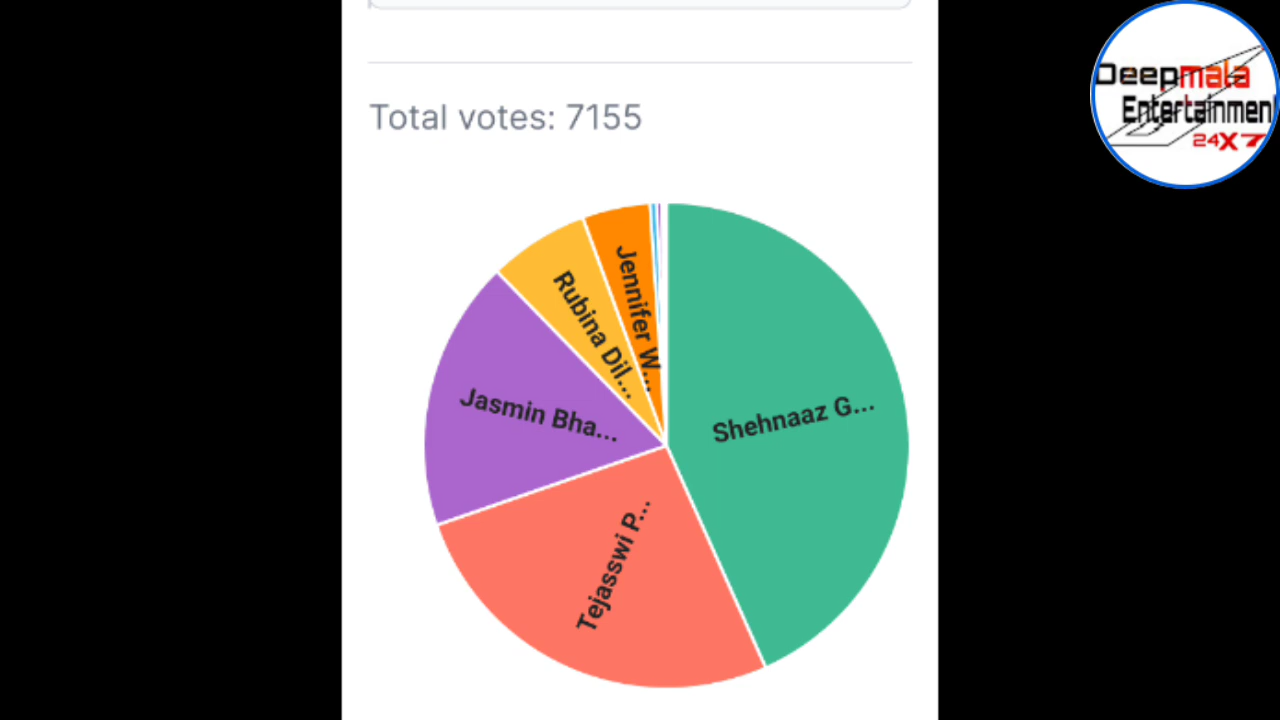 Deepmala
Entertainment
24X7
Total votes: 7155
Jennifer W...
Rubina Dil...
Jasmin Bha...
Shehnaaz G...
Tejasswi P...